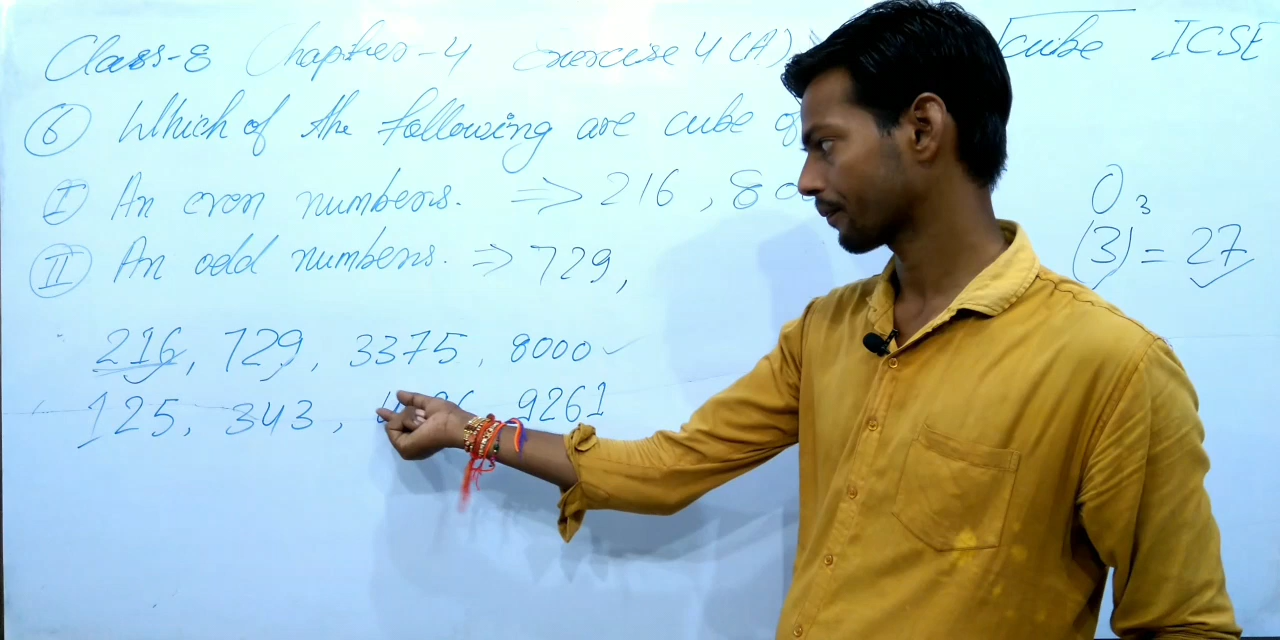 Class-8 Chapter-4 exercise 4(A) √cube ICSE
⑥ Which of the following are cube of
Ⓘ An even numbers. => 216, 80
Ⓘ︎I An odd numbers. => 729,
O
(3)³ = 27
216, 729, 3375, 8000 ✓
125, 343, 9261